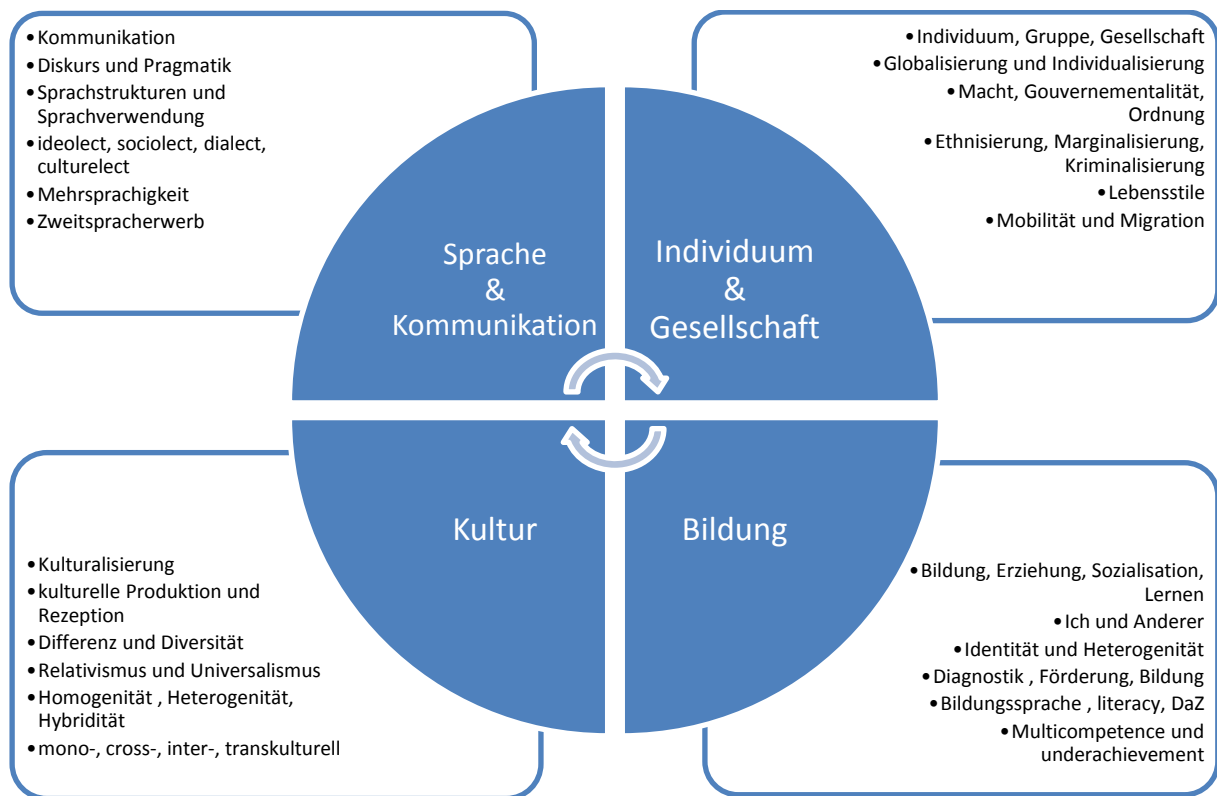 •Kommunikation
•Diskurs und Pragmatik
•Sprachstrukturen und
Sprachverwendung
•ideolect, sociolect, dialect,
culturelect
•Mehrsprachigkeit
•Zweitspracherwerb
•Individuum, Gruppe, Gesellschaft
•Globalisierung und Individualisierung
•Macht, Gouvernementalität,
Ordnung
•Ethnisierung, Marginalisierung,
Kriminalisierung
•Lebensstile
•Mobilität und Migration
Sprache
&
Kommunikation
Individuum
&
Gesellschaft
Kultur
Bildung
•Kulturalisierung
•kulturelle Produktion und
Rezeption
•Differenz und Diversität
•Relativismus und Universalismus
•Homogenität , Heterogenität,
Hybridität
•mono-, cross-, inter-, transkulturell
•Bildung, Erziehung, Sozialisation,
Lernen
•Ich und Anderer
•Identität und Heterogenität
•Diagnostik , Förderung, Bildung
•Bildungssprache , literacy, DaZ
•Multicompetence und
underachievement